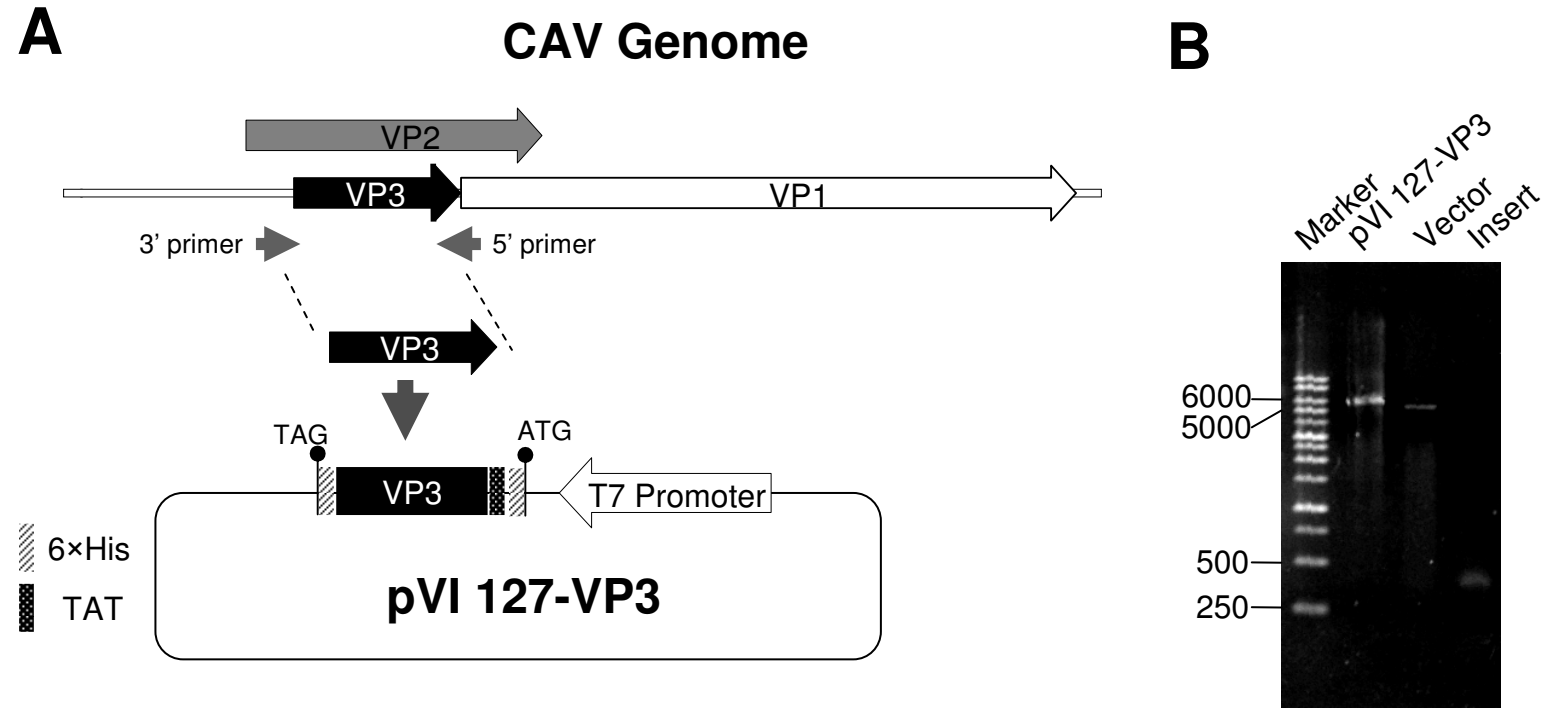 A
CAV Genome
VP2
VP3
VP1
3’ primer
5’ primer
VP3
TAG
ATG
VP3
T7 Promoter
6×His
TAT
pVI 127-VP3
B
Marker
pVI 127-VP3
Vector
Insert
6000
5000
500
250